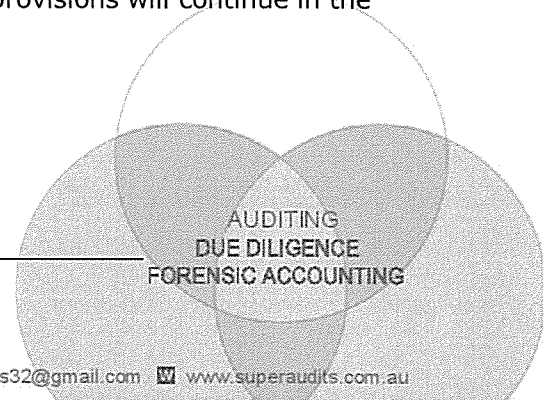 provisions will continue in the
AUDITING
DUE DILIGENCE
FORENSIC ACCOUNTING
s32@gmail.com W www.superaudits.com.au